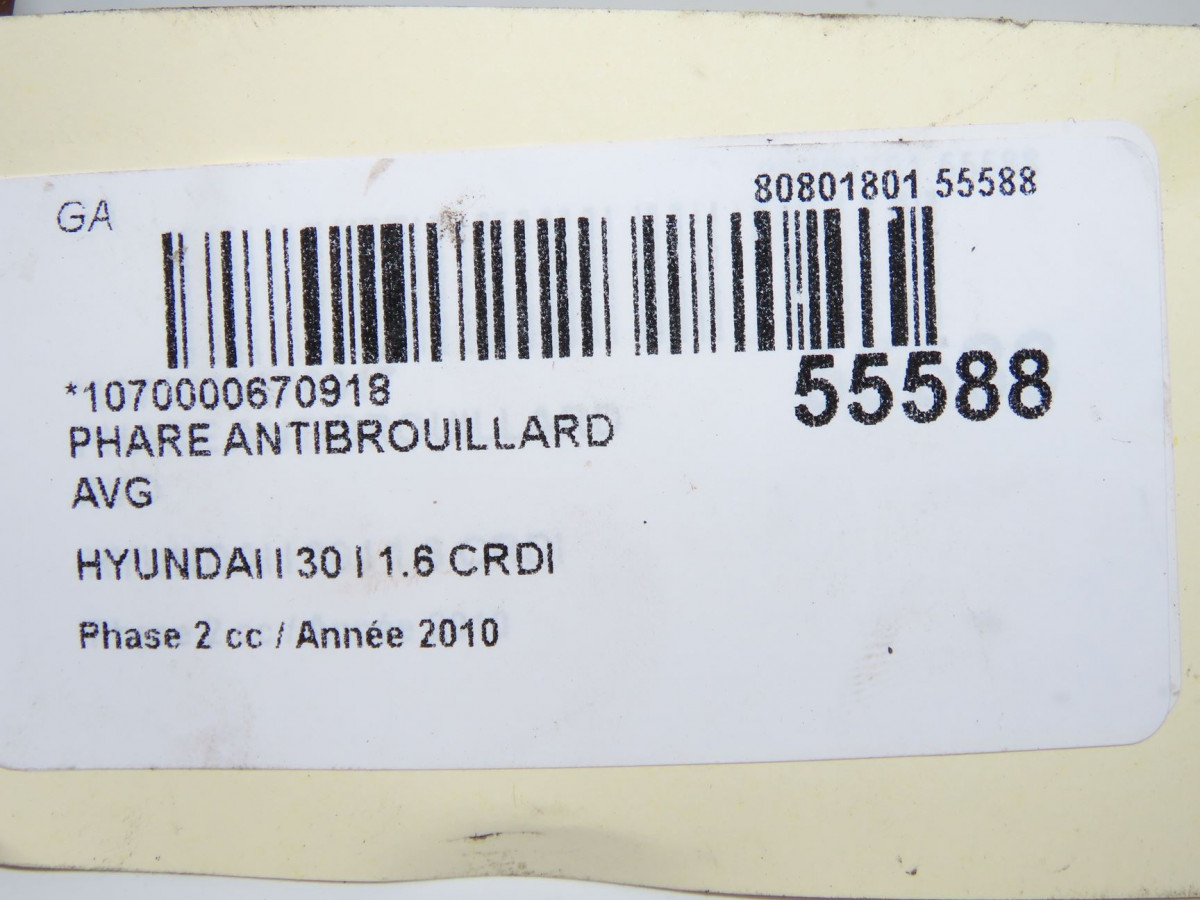 GA
80801801 55588
*1070000670918
55588
PHARE ANTIBROUILLARD
AVG
HYUNDAI I 30 I 1.6 CRDI
Phase 2 cc / Année 2010